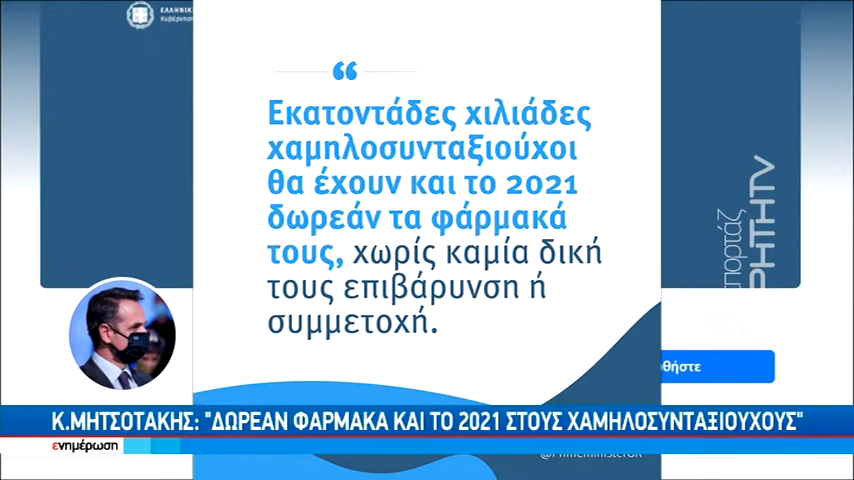 “
Εκατοντάδες χιλιάδες
χαμηλοσυνταξιούχοι
θα έχουν και το 2021
δωρεάν τα φάρμακά
τους, χωρίς καμία δική
τους επιβάρυνση ή
συμμετοχή.
Κ.ΜΗΤΣΟΤΑΚΗΣ: "ΔΩΡΕΑΝ ΦΑΡΜΑΚΑ ΚΑΙ ΤΟ 2021 ΣΤΟΥΣ ΧΑΜΗΛΟΣΥΝΤΑΞΙΟΥΧΟΥΣ"
ενημέρωση